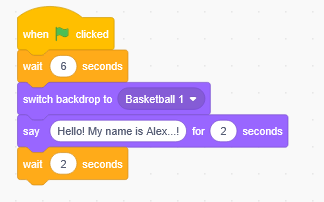 when clicked
wait 6 seconds
switch backdrop to Basketball 1
say Hello! My name is Alex...! for 2 seconds
wait 2 seconds